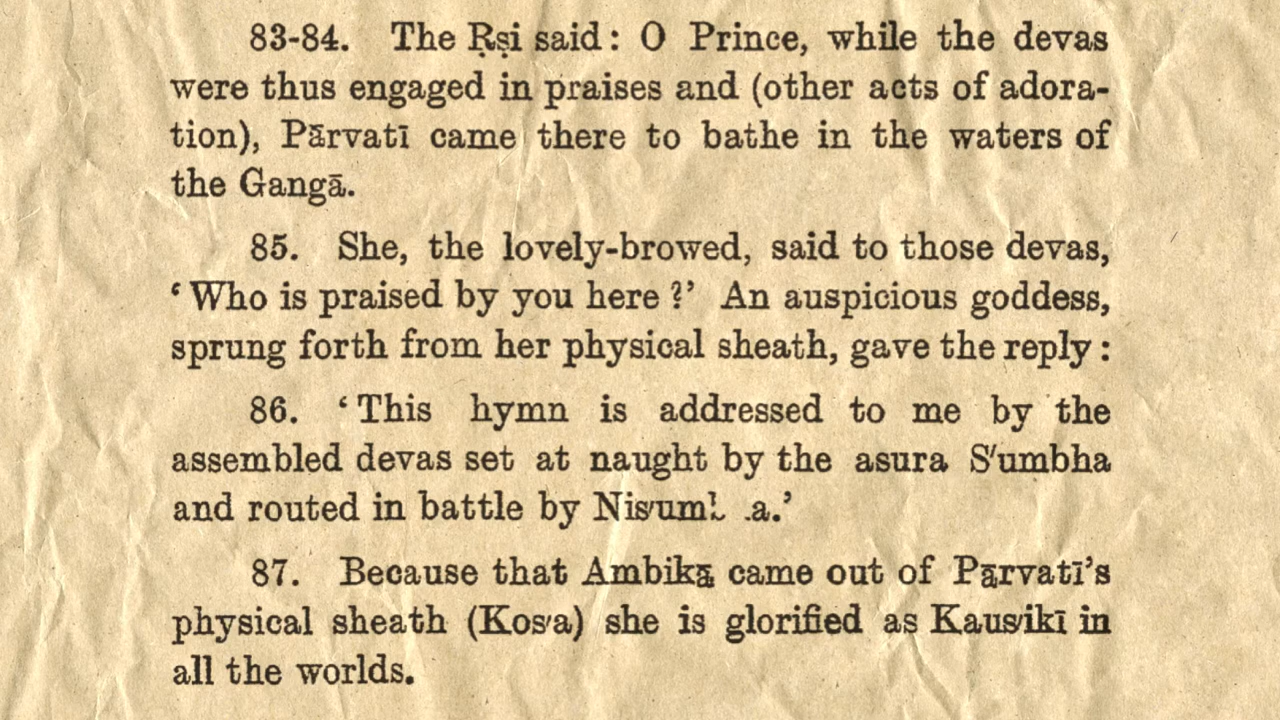 83-84. The Ṛṣi said: O Prince, while the devas
were thus engaged in praises and (other acts of adora-
tion), Pārvatī came there to bathe in the waters of
the Gangā.
85. She, the lovely-browed, said to those devas,
‘Who is praised by you here?’ An auspicious goddess,
sprung forth from her physical sheath, gave the reply:
86. ‘This hymn is addressed to me by the
assembled devas set at naught by the asura S′umbha
and routed in battle by
87. Because that Ambikā came out of Pārvatī’s
physical sheath (Kos′a) she is glorified as Kaus′ikī in
all the worlds.